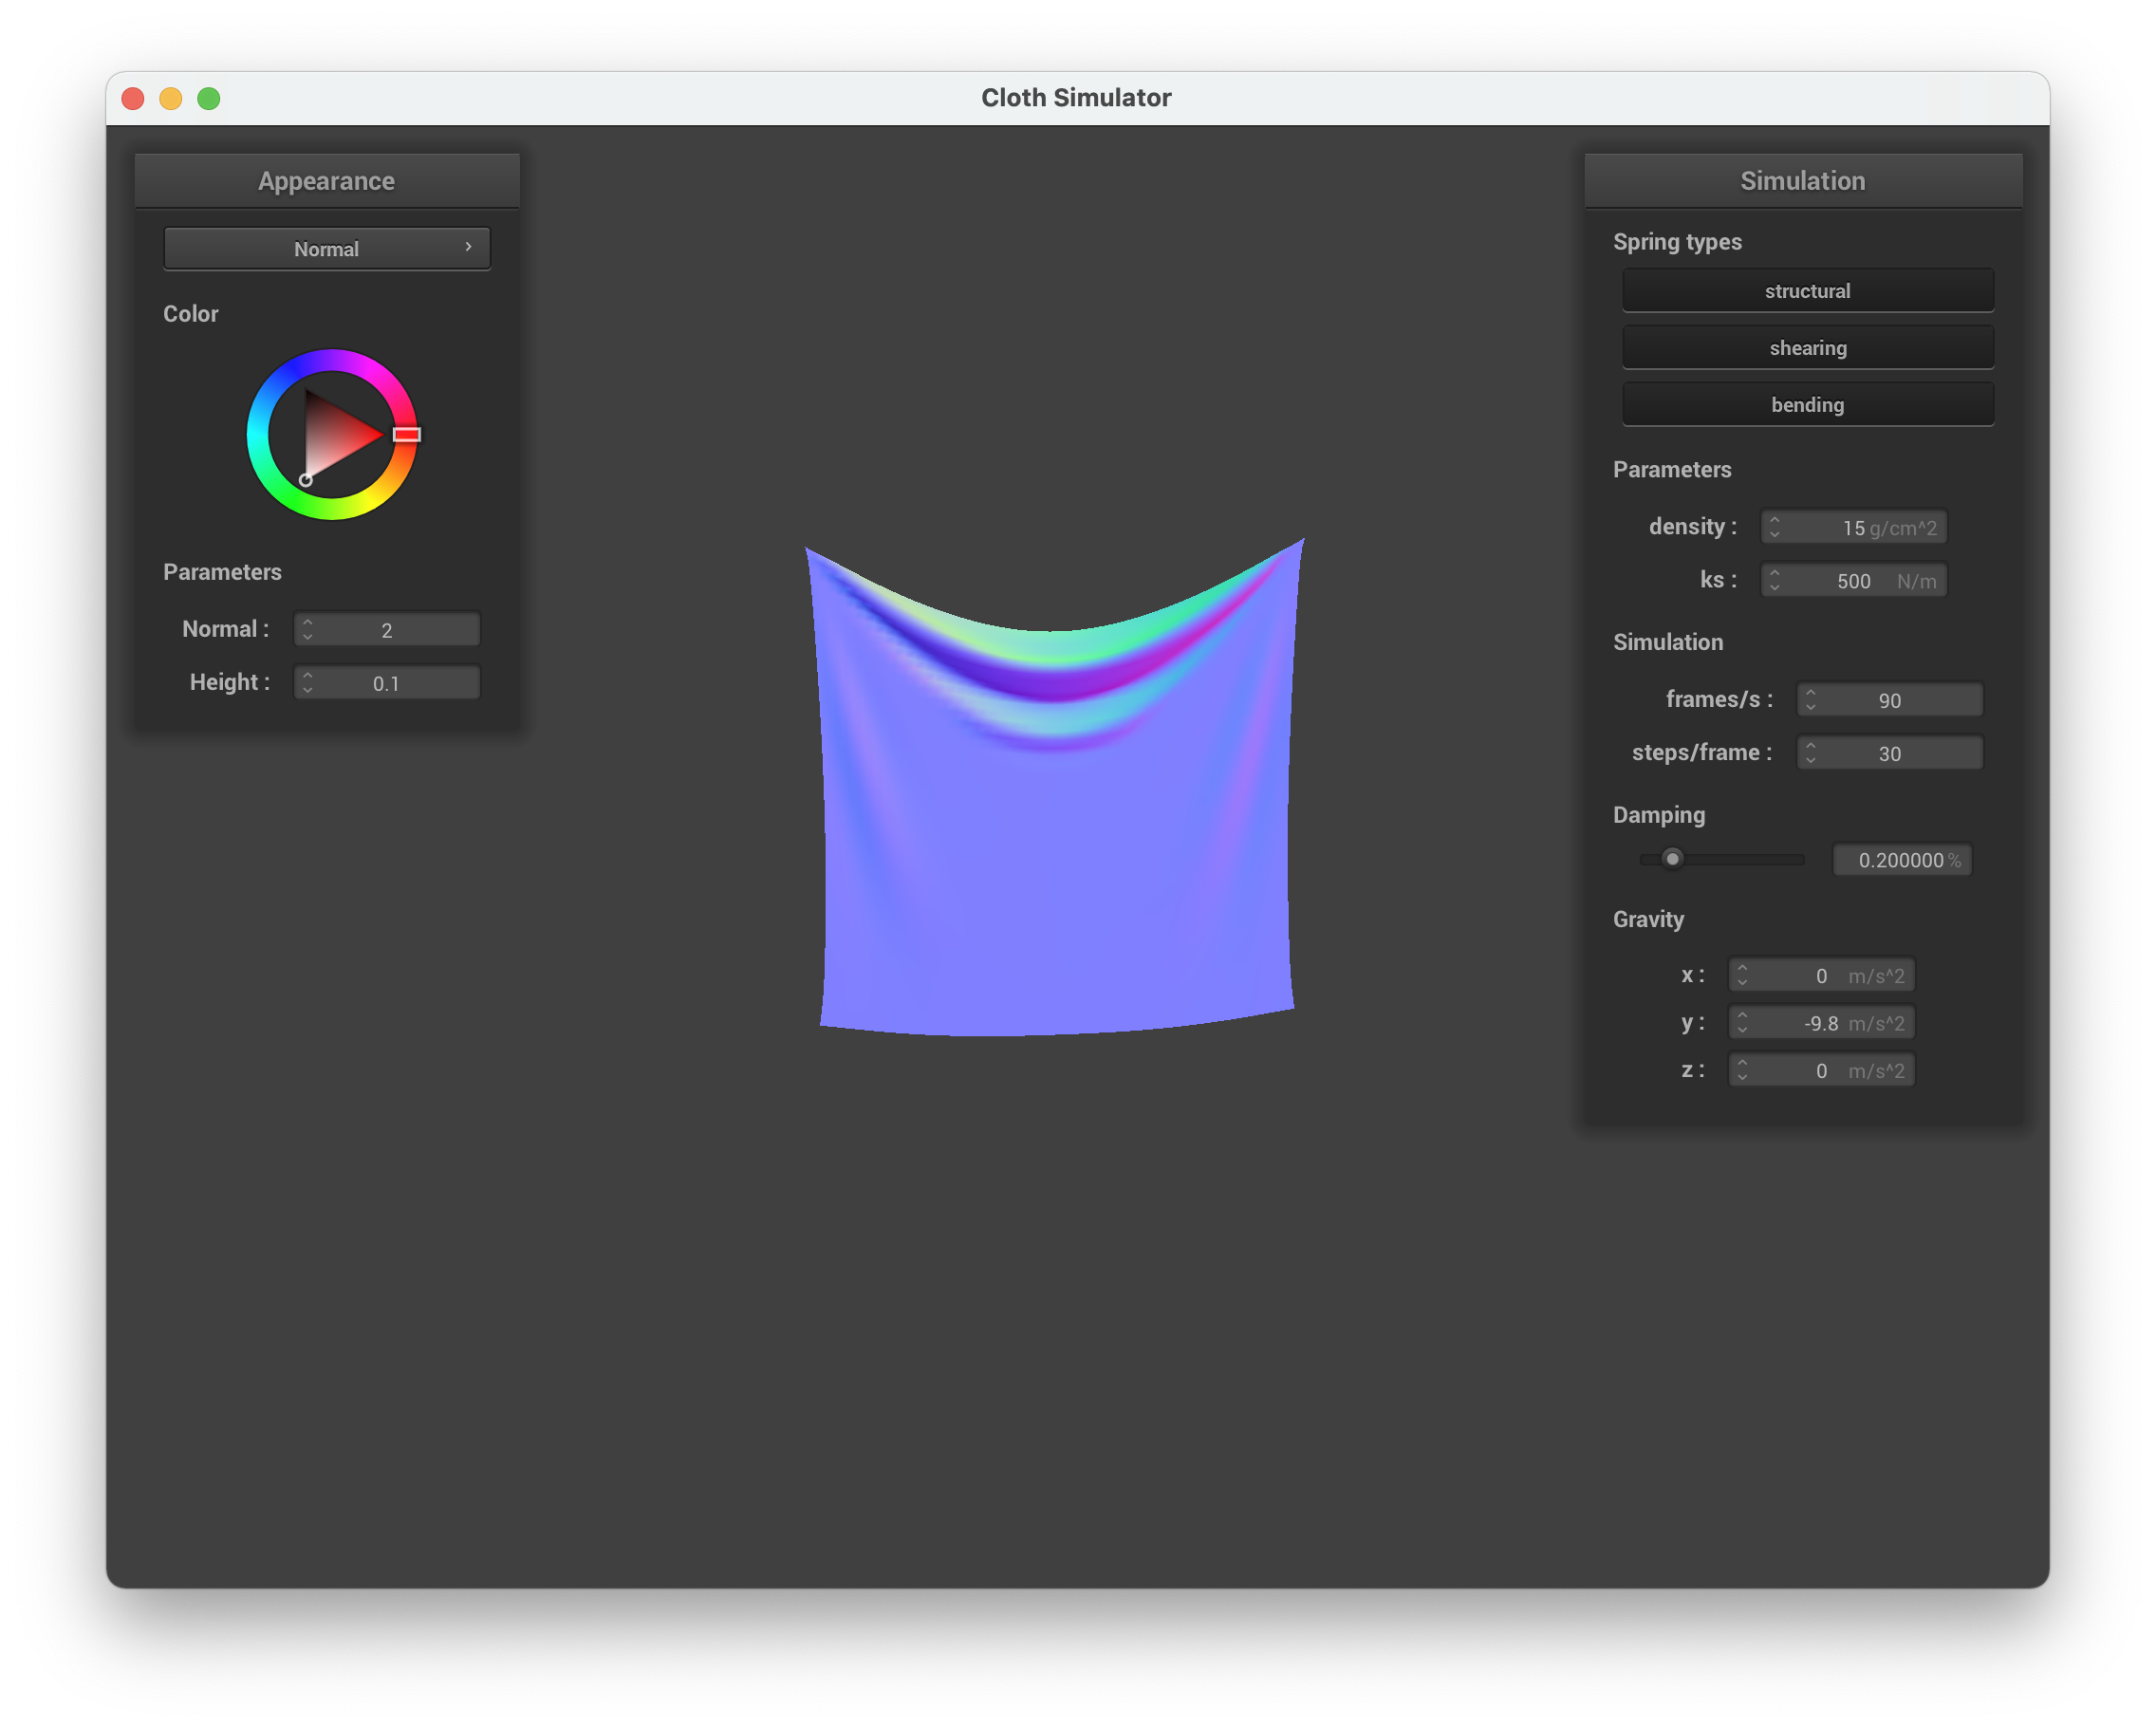 Cloth Simulator
Appearance
Normal
Color
Parameters
Normal : 2
Height : 0.1
Simulation
Spring types
structural
shearing
bending
Parameters
density : 15 g/cm^2
ks : 500 N/m
Simulation
frames/s : 90
steps/frame : 30
Damping
0.200000 %
Gravity
x : 0 m/s^2
y : -9.8 m/s^2
z : 0 m/s^2